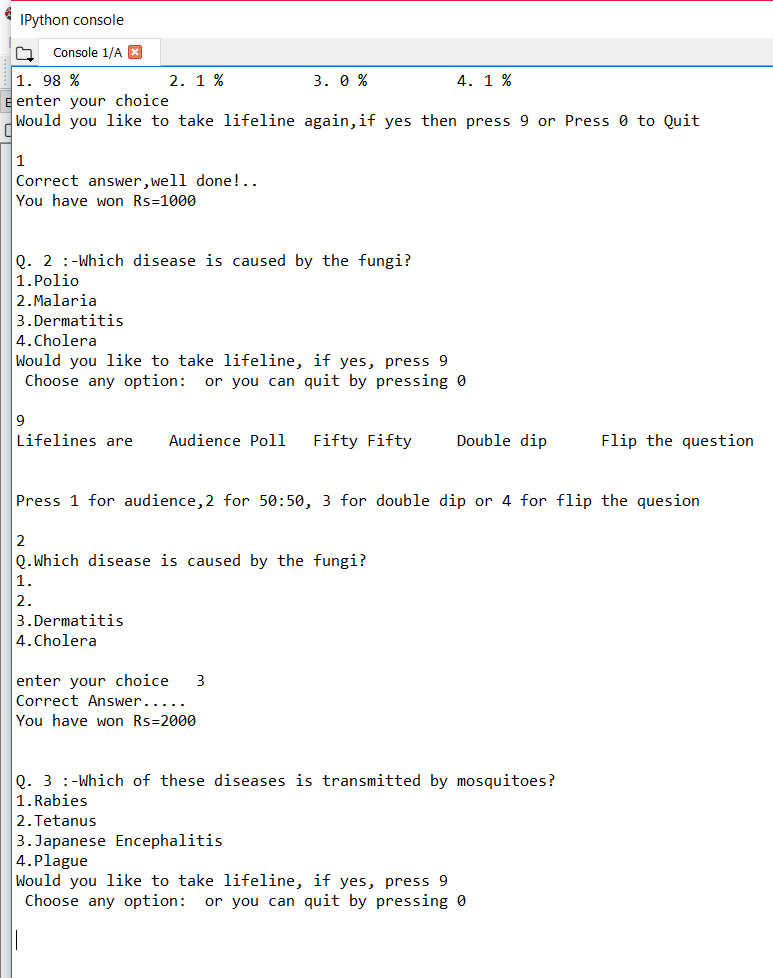 IPython console
Console 1/A
1. 98 %          2. 1 %          3. 0 %          4. 1 %
enter your choice
Would you like to take lifeline again,if yes then press 9 or Press 0 to Quit
1
Correct answer,well done!..
You have won Rs=1000
Q. 2 :-Which disease is caused by the fungi?
1.Polio
2.Malaria
3.Dermatitis
4.Cholera
Would you like to take lifeline, if yes, press 9
 Choose any option:  or you can quit by pressing 0
9
Lifelines are    Audience Poll   Fifty Fifty     Double dip      Flip the question
Press 1 for audience,2 for 50:50, 3 for double dip or 4 for flip the quesion
2
Q.Which disease is caused by the fungi?
1.
2.
3.Dermatitis
4.Cholera
enter your choice   3
Correct Answer.....
You have won Rs=2000
Q. 3 :-Which of these diseases is transmitted by mosquitoes?
1.Rabies
2.Tetanus
3.Japanese Encephalitis
4.Plague
Would you like to take lifeline, if yes, press 9
 Choose any option:  or you can quit by pressing 0